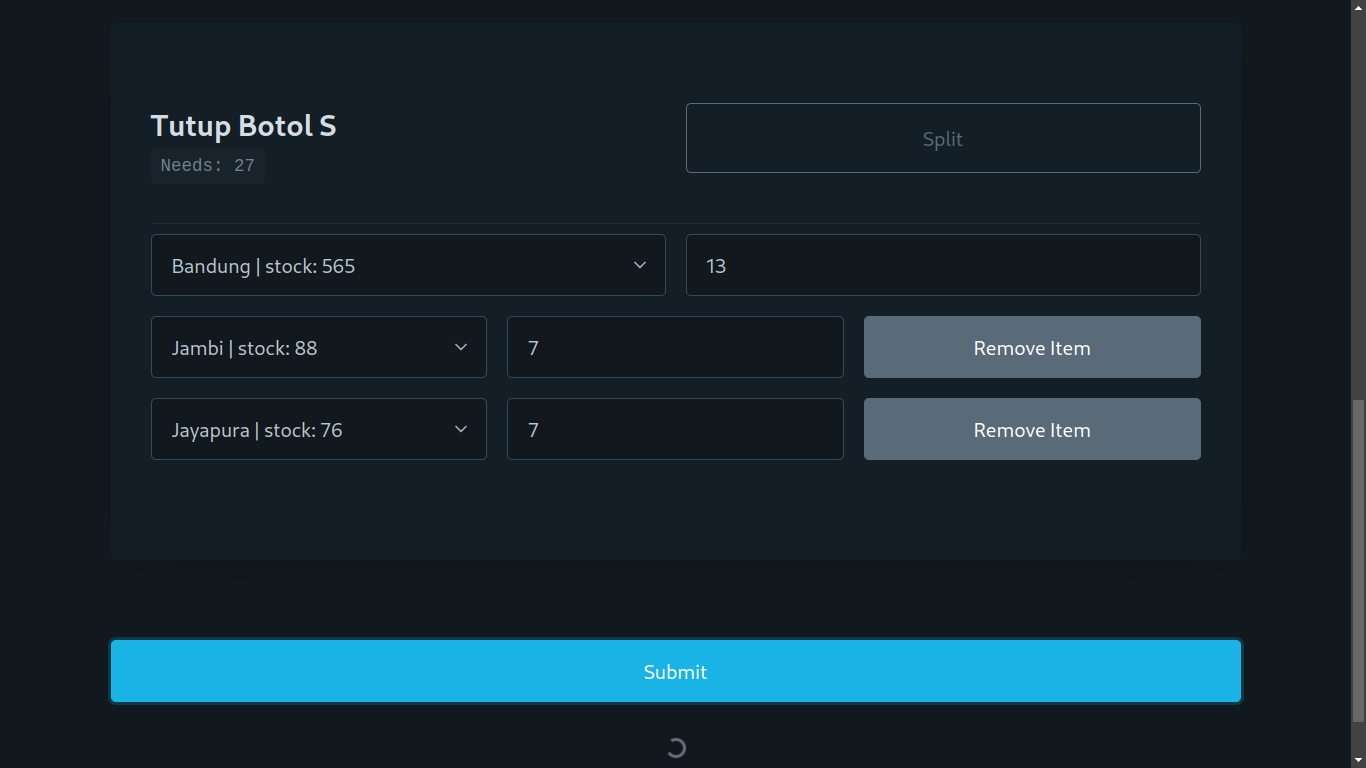 Tutup Botol S
Split
Needs: 27
Bandung | stock: 565
13
Jambi | stock: 88
7
Remove Item
Jayapura | stock: 76
7
Remove Item
Submit